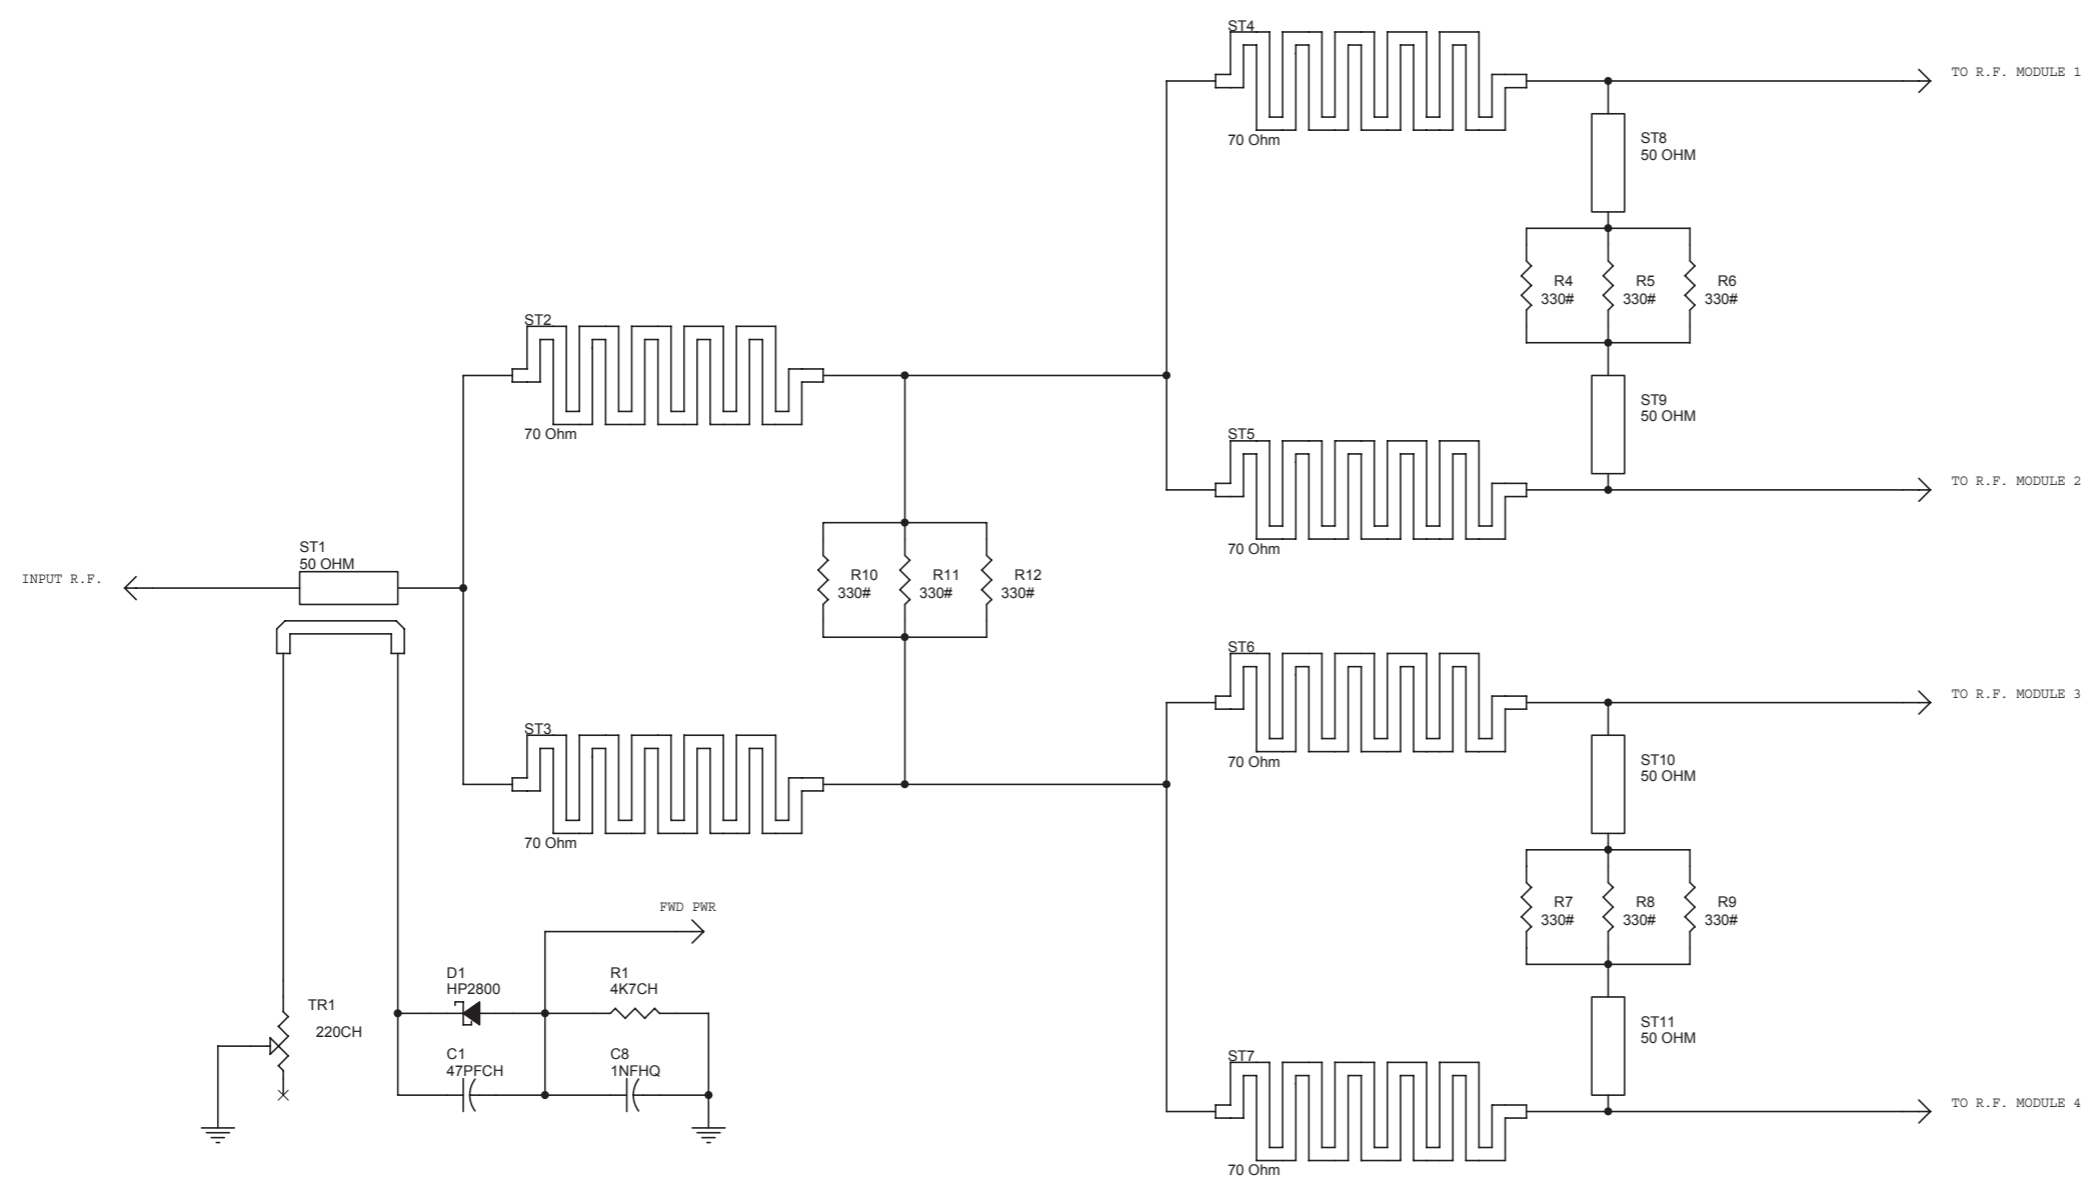 ST4
TO R.F. MODULE 1
70 Ohm
ST8
50 OHM
R4
330#
R5
330#
R6
330#
ST2
70 Ohm
ST9
50 OHM
ST5
TO R.F. MODULE 2
70 Ohm
ST1
50 OHM
INPUT R.F.
R10
330#
R11
330#
R12
330#
ST6
TO R.F. MODULE 3
70 Ohm
ST3
70 Ohm
ST10
50 OHM
R7
330#
R8
330#
R9
330#
FWD PWR
D1
HP2800
R1
4K7CH
TR1
220CH
C1
47PFCH
C8
1NFHQ
ST11
50 OHM
ST7
TO R.F. MODULE 4
70 Ohm